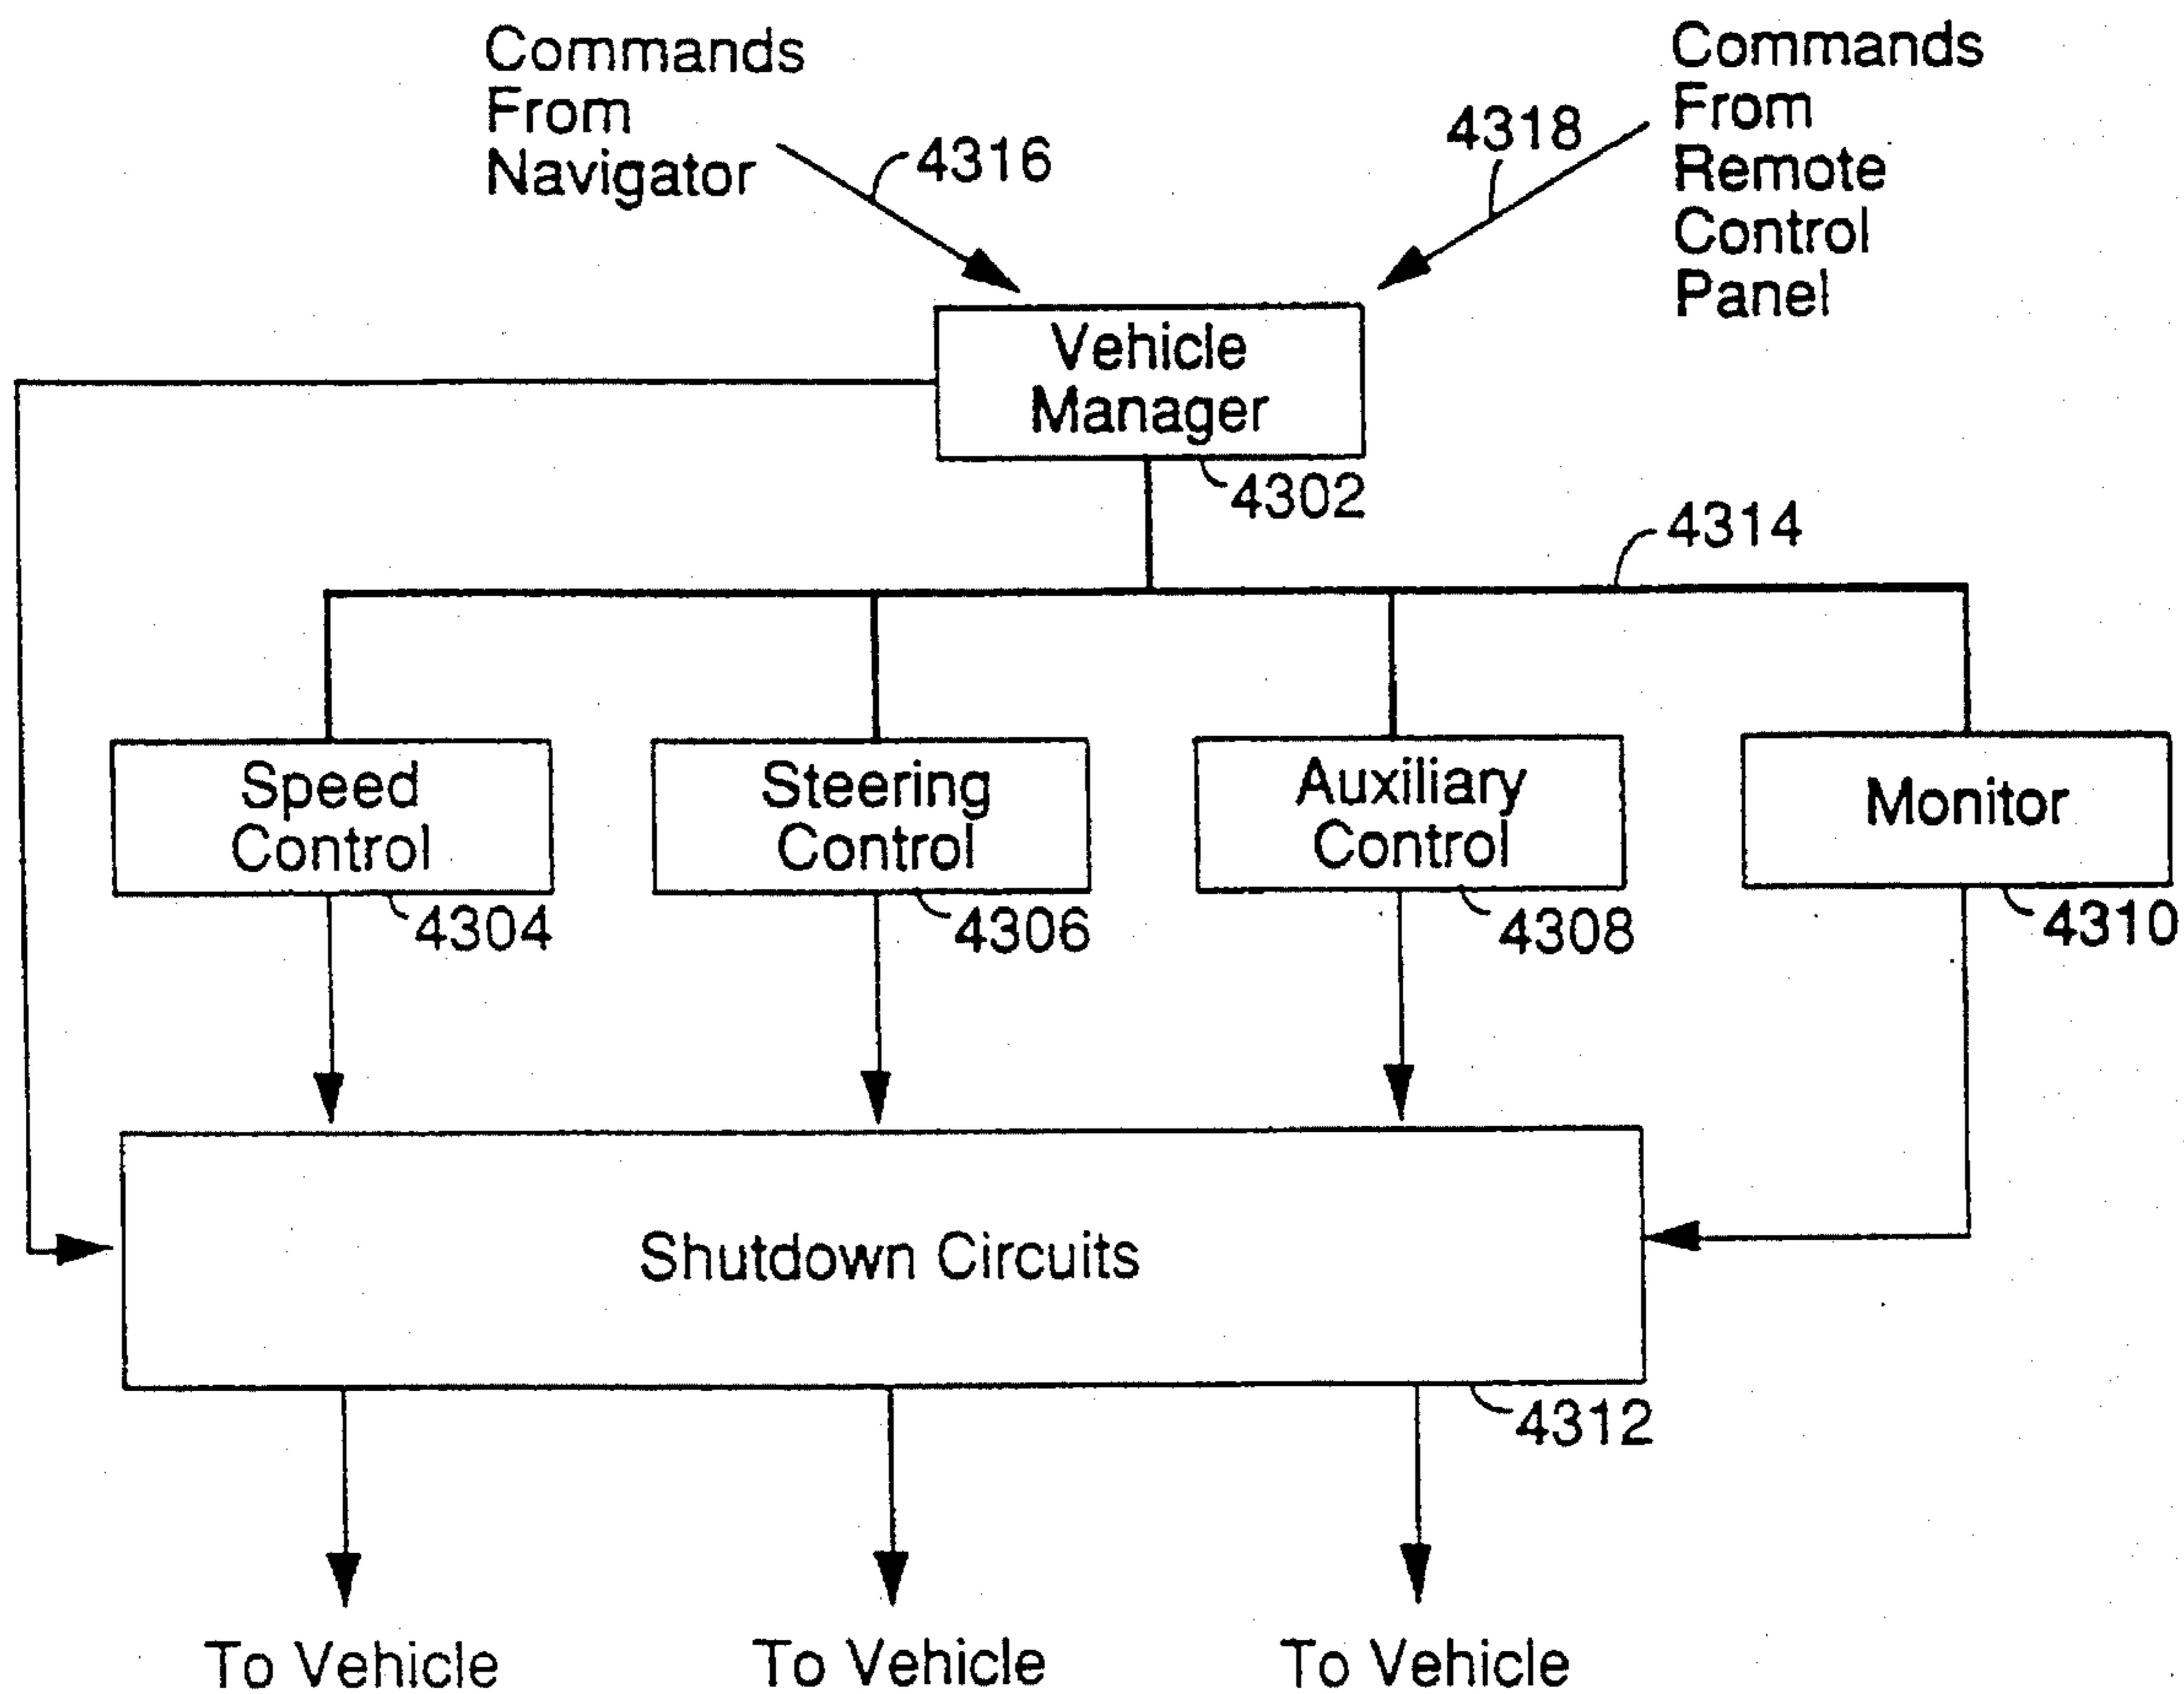 Commands
From
Navigator
4316
4318
Commands
From
Remote
Control
Panel
Vehicle
Manager
4302
4314
Speed
Control
4304
Steering
Control
4306
Auxiliary
Control
4308
Monitor
4310
Shutdown Circuits
4312
To Vehicle
To Vehicle
To Vehicle